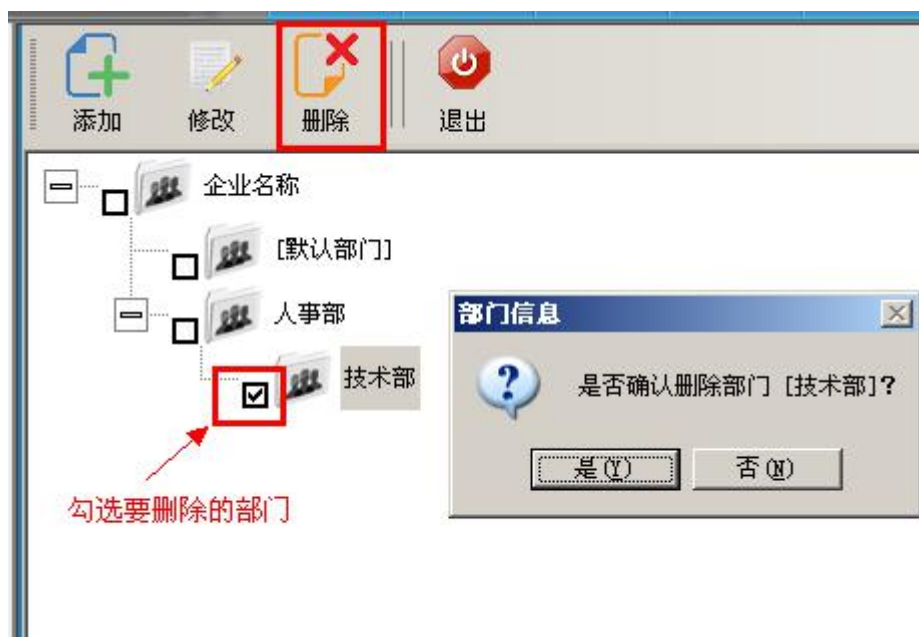 添加 修改 删除 退出
企业名称
[默认部门]
人事部
技术部
勾选要删除的部门
部门信息
是否确认删除部门 [技术部]?
是(Y) 否(N)